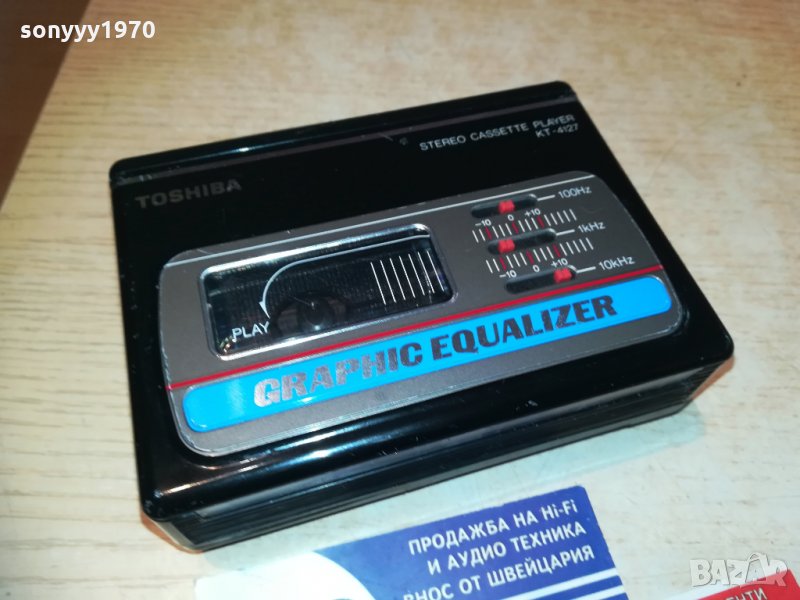 sonyyy1970
STEREO CASSETTE PLAYER
KT-4127
TOSHIBA
100Hz
-10 0 +10
1kHz
-10 0 +10
10kHz
PLAY
GRAPHIC EQUALIZER
ПРОДАЖБА НА Hi-Fi
И АУДИО ТЕХНИКА
ВНОС ОТ ШВЕЙЦАРИЯ
BAZAR